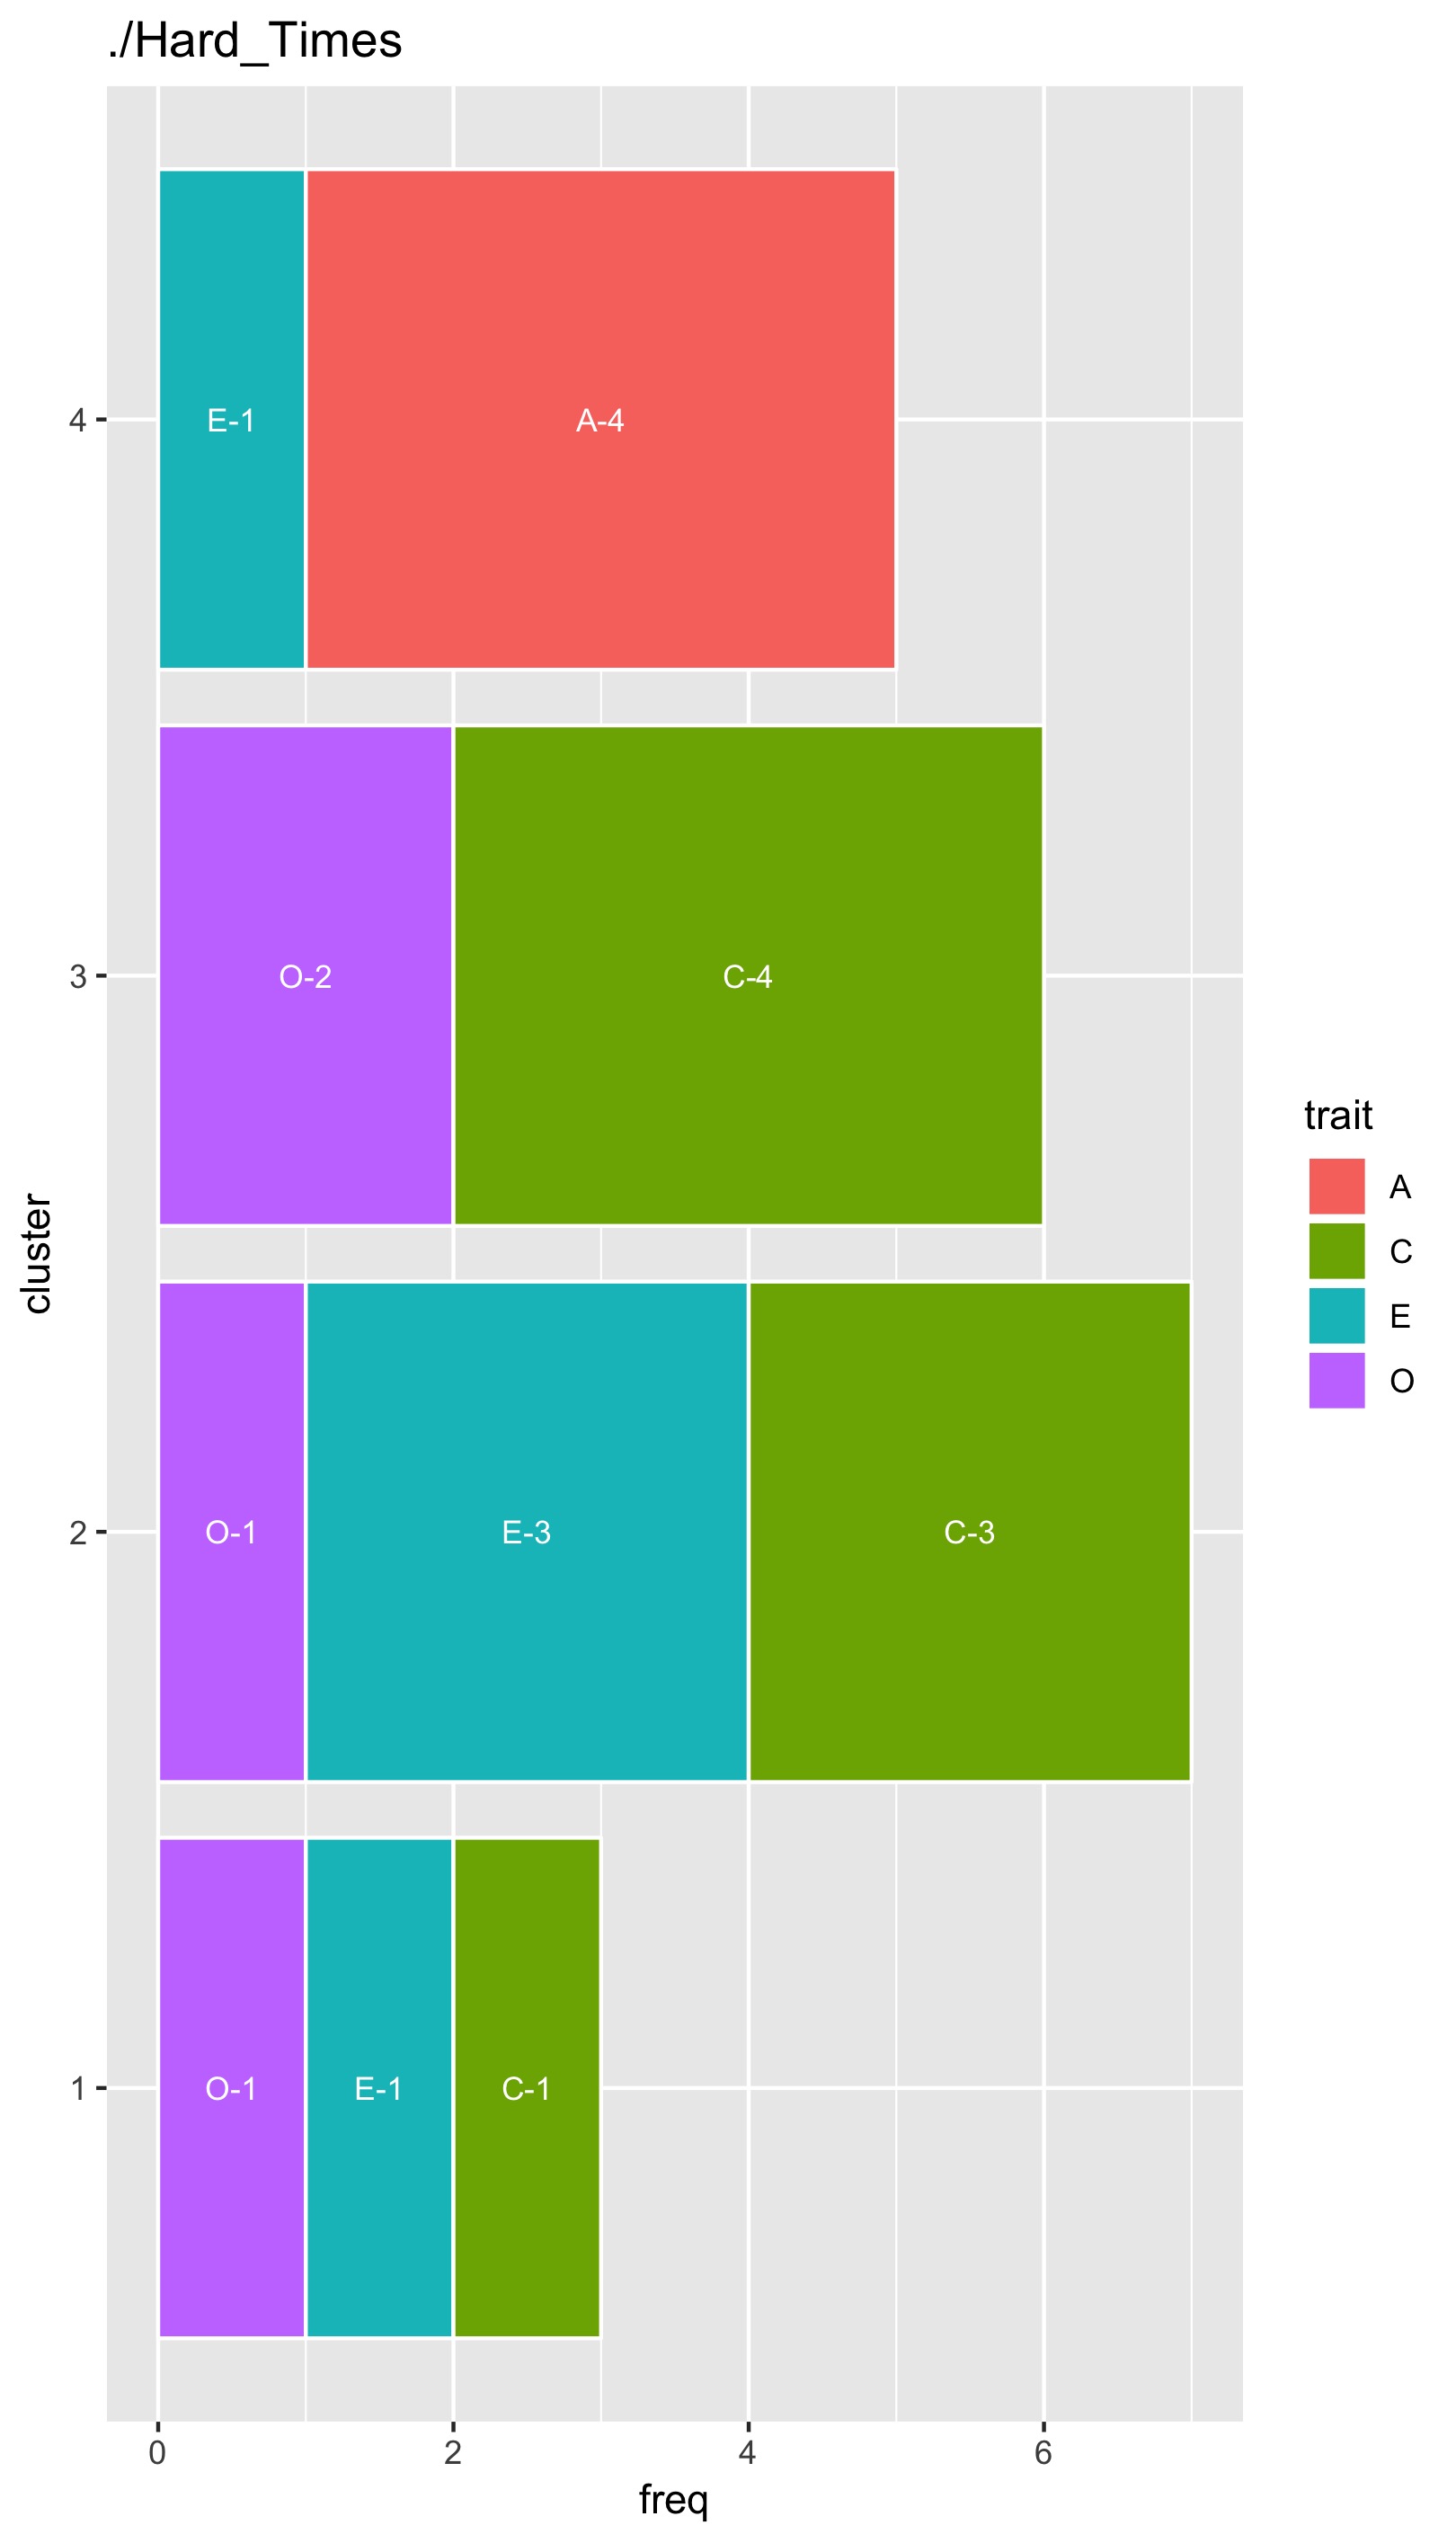 ./Hard_Times
4
E-1
A-4
3
O-2
C-4
trait
A
C
E
O
cluster
2
O-1
E-3
C-3
1
O-1
E-1
C-1
0
2
4
6
freq